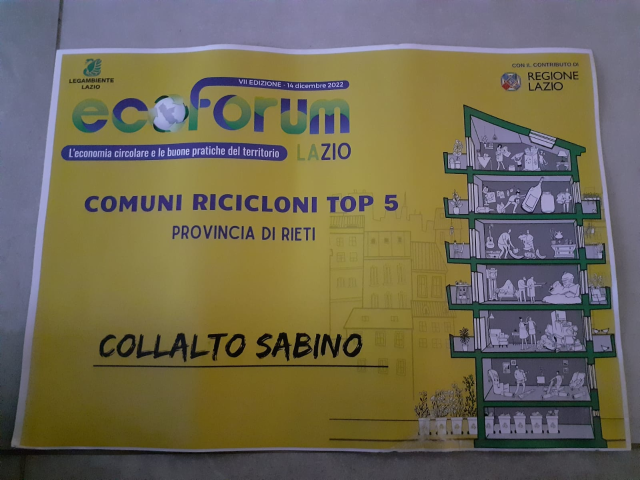 LEGAMBIENTE
LAZIO
VII EDIZIONE - 14 dicembre 2022
CON IL CONTRIBUTO DI
REGIONE
LAZIO
ecoforum
L'economia circolare e le buone pratiche del territorio
LAZIO
COMUNI RICICLONI TOP 5
PROVINCIA DI RIETI
COLLALTO SABINO